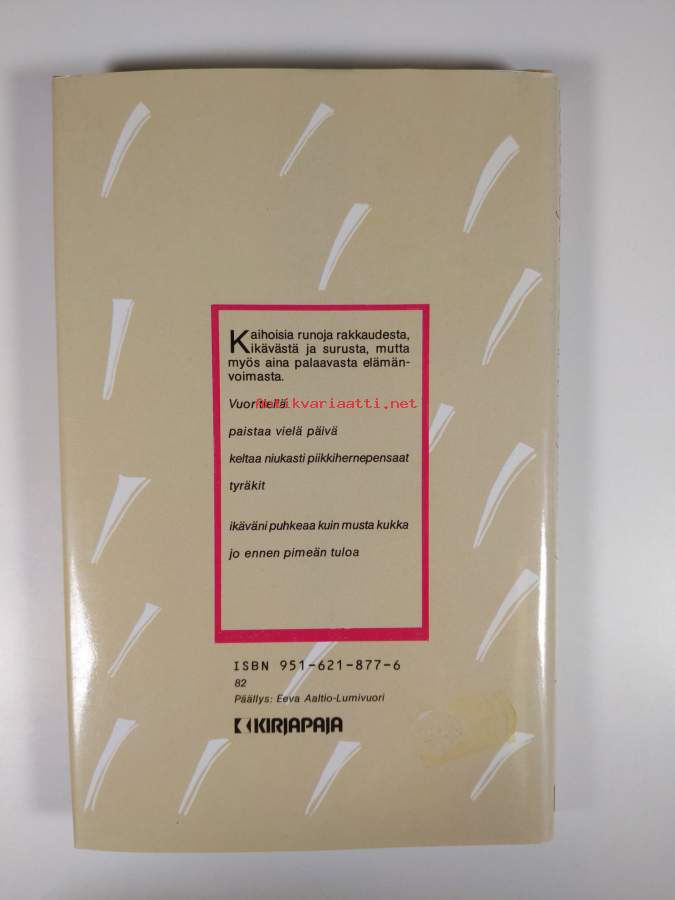 Kaihoisia runoja rakkaudesta,
ikävästä ja surusta, mutta
myös aina palaavasta elämän-
voimasta.
Vuoritiellä
antikvariaatti.net
paistaa vielä päivä
keltaa niukasti piikkihernepensaat
tyräkit
ikäväni puhkeaa kuin musta kukka
jo ennen pimeän tuloa
ISBN 951-621-877-6
82
Päällys: Eeva Aaltio-Lumivuori
KIRJAPAJA